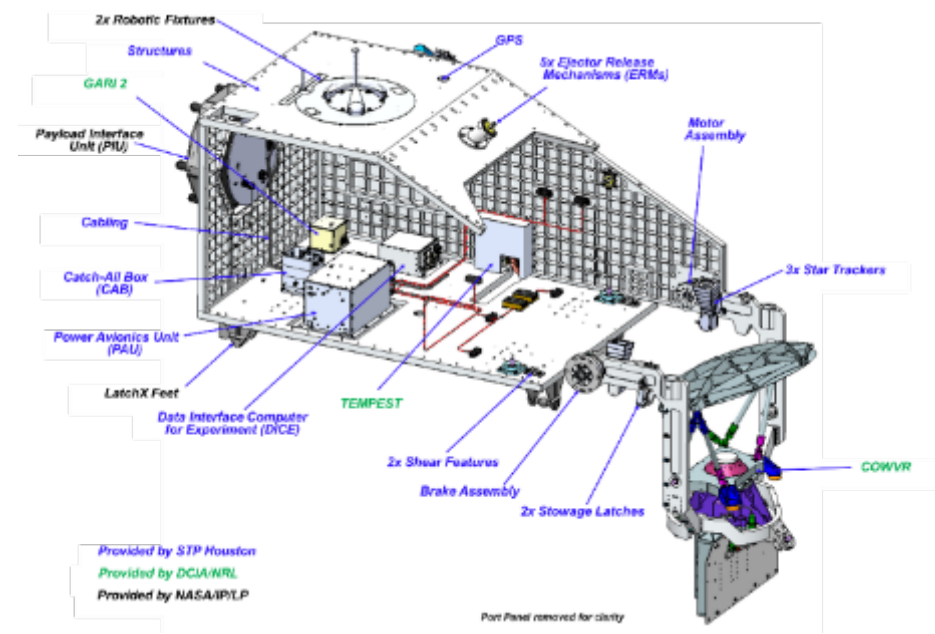 2x Robotic Fixtures
Structures
GPS
5x Ejector Release
Mechanisms (ERMs)
GARI 2
Motor
Assembly
Payload Interface
Unit (PIU)
Cabling
3x Star Trackers
Catch-All Box
(CAB)
Power Avionics Unit
(PAU)
LatchX Feet
TEMPEST
Data Interface Computer
for Experiment (DICE)
2x Shear Features
COWVR
Brake Assembly
2x Stowage Latches
Provided by STP Houston
Provided by DCJA/NRL
Provided by NASA/IP/LP
Port Panel removed for clarity